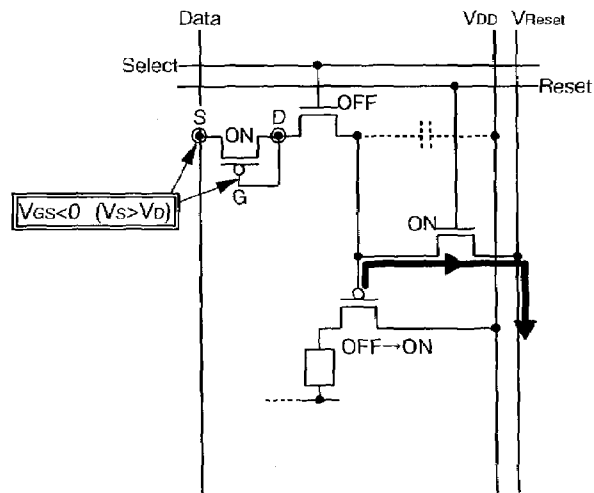 Data
VDD
VReset
Select
Reset
OFF
S
ON
D
G
VGS<0 (VS>VD)
ON
OFF→ON